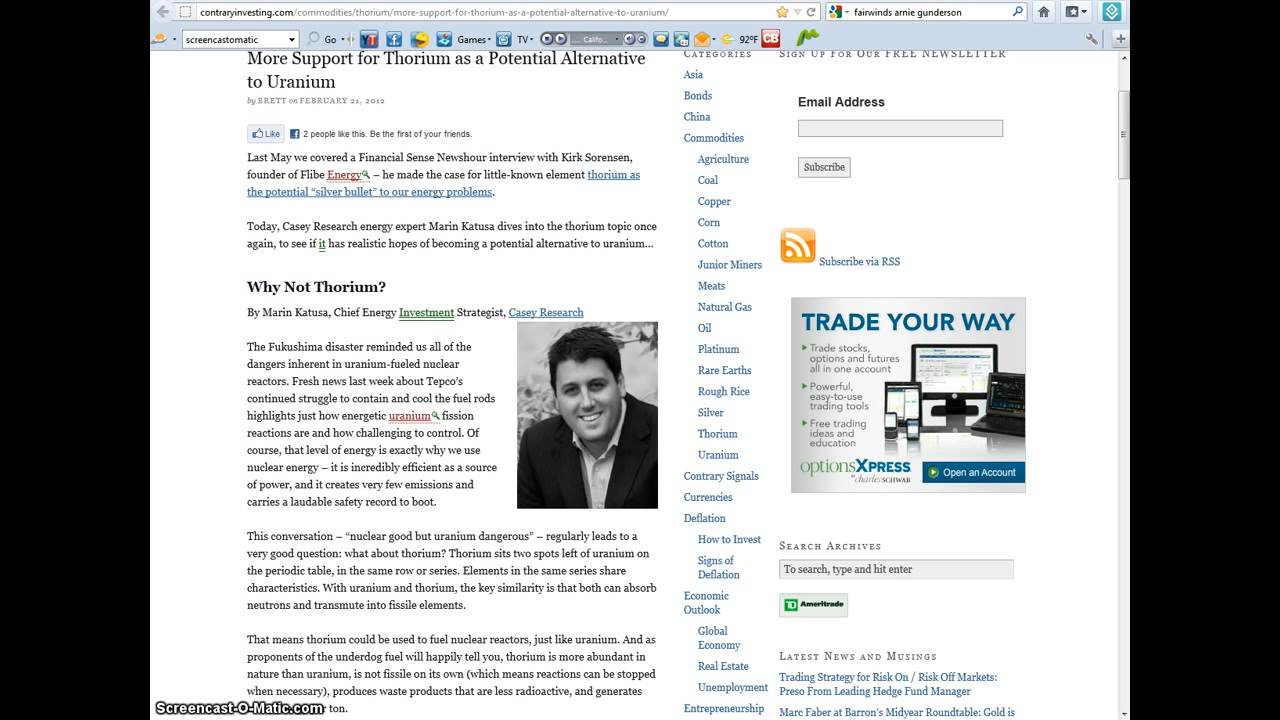 contraryinvesting.com/commodities/thorium/more-support-for-thorium-as-a-potential-alternative-to-uranium/
fairwinds arnie gunderson
screencastomatic
Go
Games
TV
Califo...
92°F
CB
More Support for Thorium as a Potential Alternative
to Uranium
by BRETT on FEBRUARY 21, 2012
Like
2 people like this. Be the first of your friends.
Last May we covered a Financial Sense Newshour interview with Kirk Sorensen,
founder of Flibe Energy – he made the case for little-known element thorium as
the potential “silver bullet” to our energy problems.
Today, Casey Research energy expert Marin Katusa dives into the thorium topic once
again, to see if it has realistic hopes of becoming a potential alternative to uranium...
Why Not Thorium?
By Marin Katusa, Chief Energy Investment Strategist, Casey Research
The Fukushima disaster reminded us all of the
dangers inherent in uranium-fueled nuclear
reactors. Fresh news last week about Tepco’s
continued struggle to contain and cool the fuel rods
highlights just how energetic uranium fission
reactions are and how challenging to control. Of
course, that level of energy is exactly why we use
nuclear energy – it is incredibly efficient as a source
of power, and it creates very few emissions and
carries a laudable safety record to boot.
This conversation – “nuclear good but uranium dangerous” – regularly leads to a
very good question: what about thorium? Thorium sits two spots left of uranium on
the periodic table, in the same row or series. Elements in the same series share
characteristics. With uranium and thorium, the key similarity is that both can absorb
neutrons and transmute into fissile elements.
That means thorium could be used to fuel nuclear reactors, just like uranium. And as
proponents of the underdog fuel will happily tell you, thorium is more abundant in
nature than uranium, is not fissile on its own (which means reactions can be stopped
when necessary), produces waste products that are less radioactive, and generates
r ton.
Screencast-O-Matic.com
CATEGORIES
Asia
Bonds
China
Commodities
Agriculture
Coal
Copper
Corn
Cotton
Junior Miners
Meats
Natural Gas
Oil
Platinum
Rare Earths
Rough Rice
Silver
Thorium
Uranium
Contrary Signals
Currencies
Deflation
How to Invest
Signs of
Deflation
Economic
Outlook
Global
Economy
Real Estate
Unemployment
Entrepreneurship
SIGN UP FOR OUR FREE NEWSLETTER
Email Address
Subscribe
Subscribe via RSS
TRADE YOUR WAY
Trade stocks,
options and futures
all in one account
Powerful,
easy-to-use
trading tools
Free trading
ideas and
education
optionsXpress
by charles SCHWAB
Open an Account
SEARCH ARCHIVES
To search, type and hit enter
TD Ameritrade
LATEST NEWS AND MUSINGS
Trading Strategy for Risk On / Risk Off Markets:
Preso From Leading Hedge Fund Manager
Marc Faber at Barron’s Midyear Roundtable: Gold is